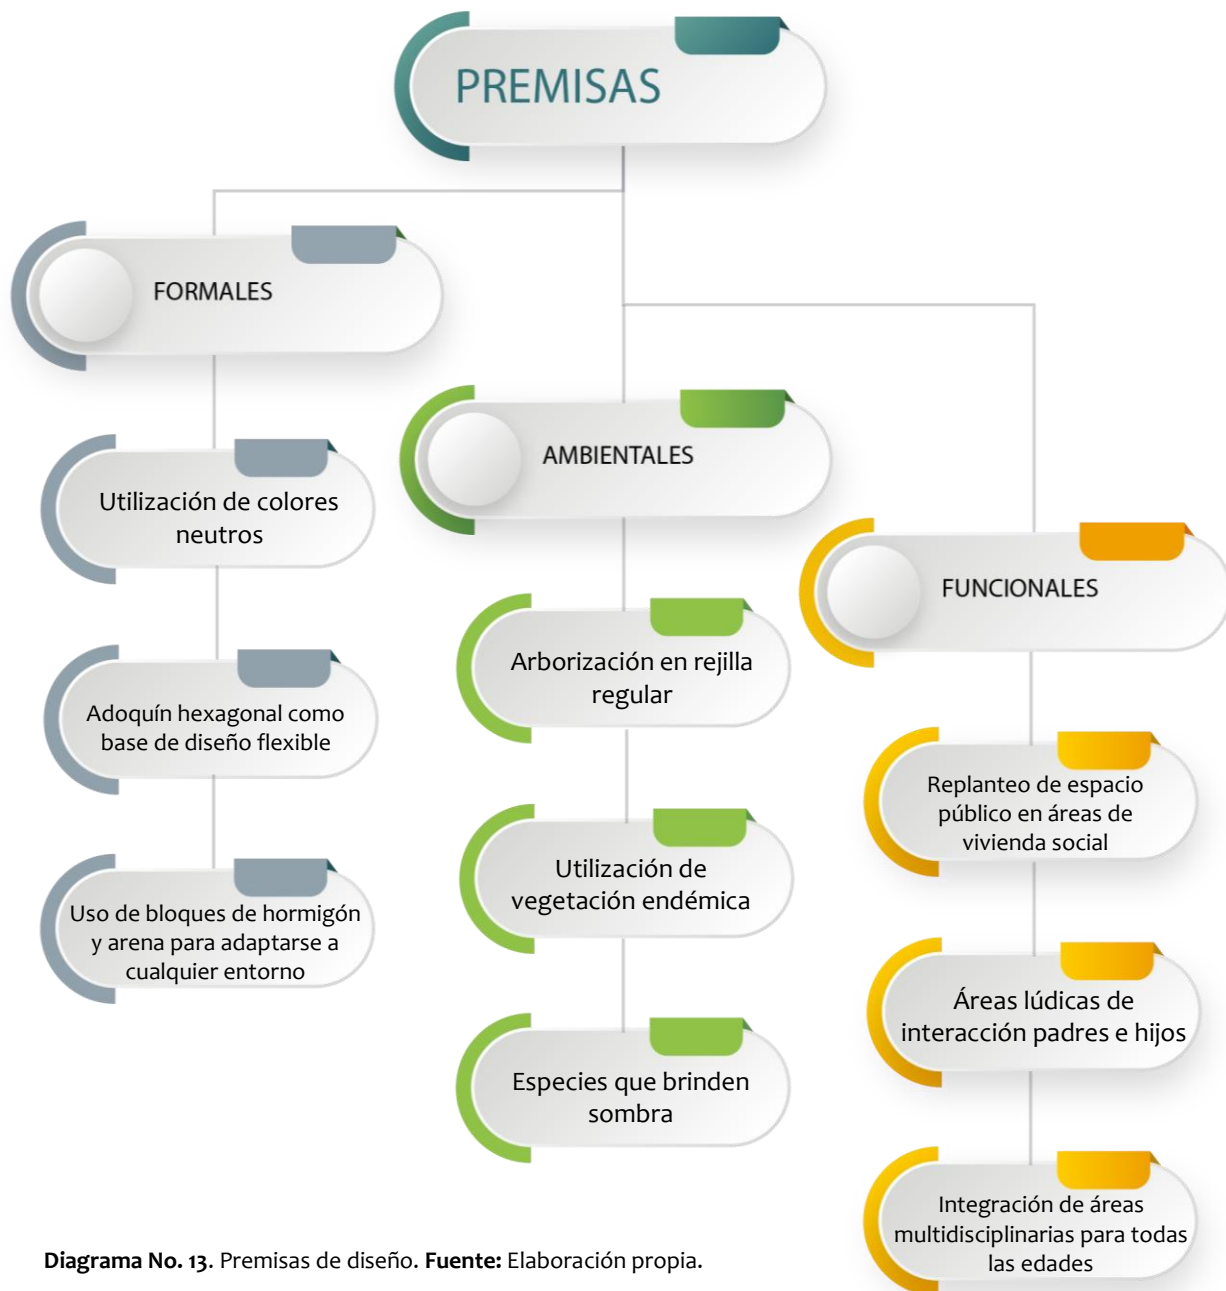 PREMISAS
FORMALES
Utilización de colores
neutros
Adoquín hexagonal como
base de diseño flexible
Uso de bloques de hormigón
y arena para adaptarse a
cualquier entorno
AMBIENTALES
Arborización en rejilla
regular
Utilización de
vegetación endémica
Especies que brinden
sombra
FUNCIONALES
Replanteo de espacio
público en áreas de
vivienda social
Áreas lúdicas de
interacción padres e hijos
Integración de áreas
multidisciplinarias para todas
las edades
Diagrama No. 13. Premisas de diseño. Fuente: Elaboración propia.